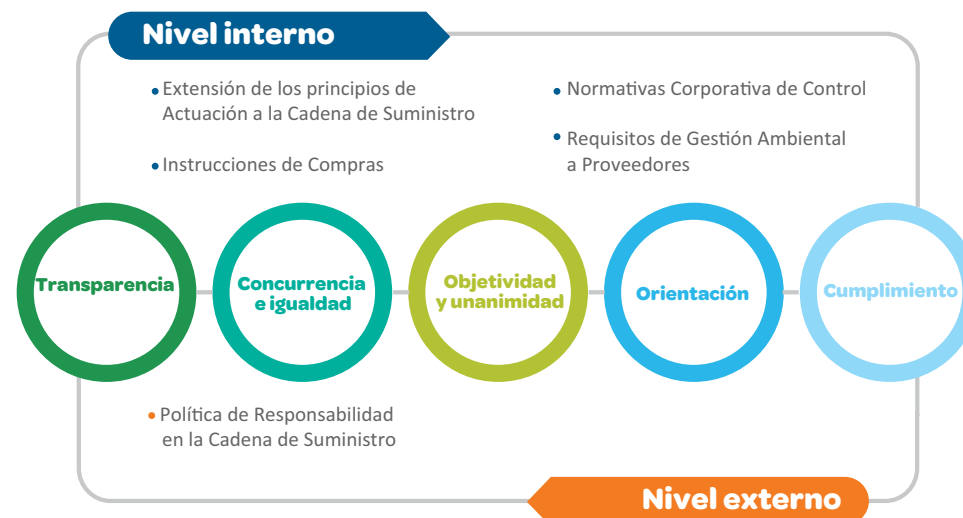 Nivel interno
• Extensión de los principios de
Actuación a la Cadena de Suministro
• Instrucciones de Compras
• Normativas Corporativa de Control
• Requisitos de Gestión Ambiental
a Proveedores
Transparencia
Concurrencia
e igualdad
Objetividad
y unanimidad
Orientación
Cumplimiento
• Política de Responsabilidad
en la Cadena de Suministro
Nivel externo